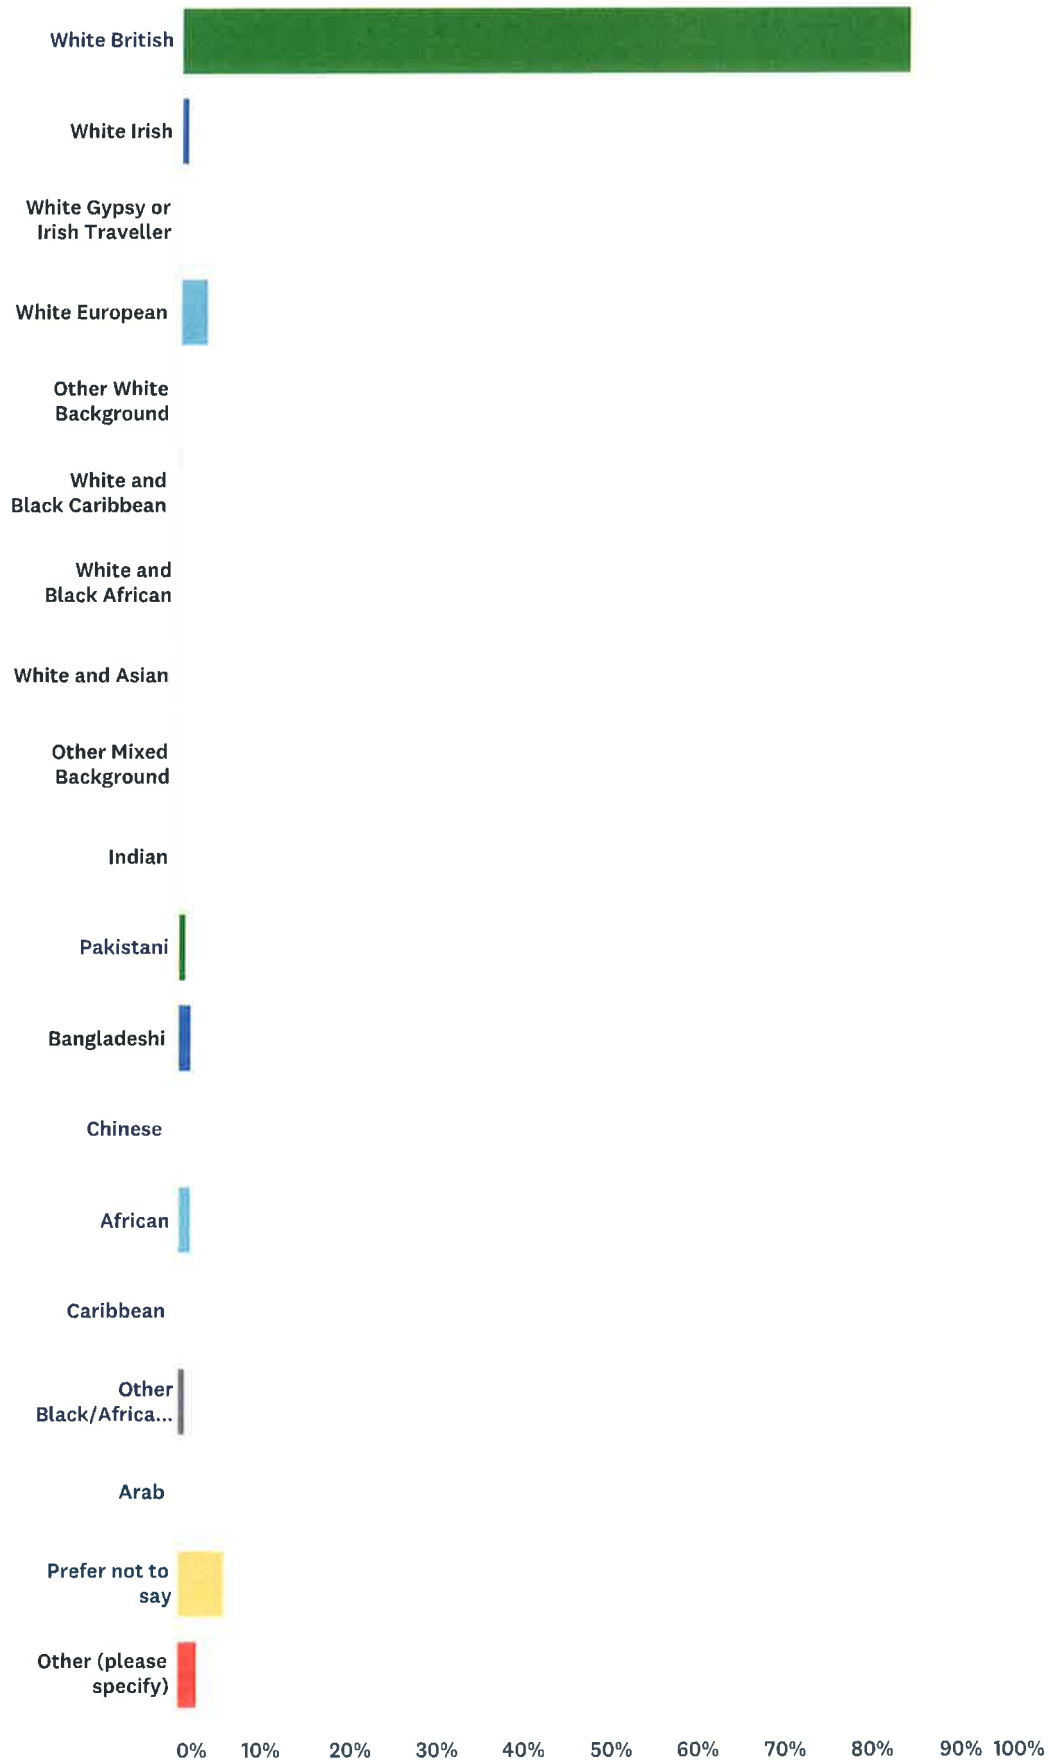 White British
White Irish
White Gypsy or
Irish Traveller
White European
Other White
Background
White and
Black Caribbean
White and
Black African
White and Asian
Other Mixed
Background
Indian
Pakistani
Bangladeshi
Chinese
African
Caribbean
Other
Black/Africa...
Arab
Prefer not to
say
Other (please
specify)
0% 10% 20% 30% 40% 50% 60% 70% 80% 90% 100%